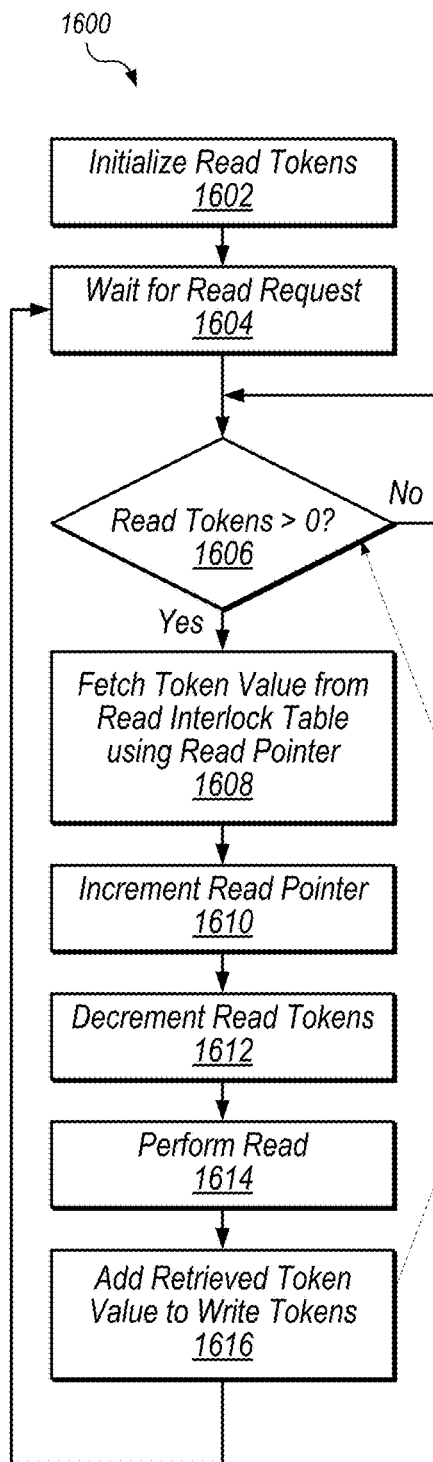 1600
Initialize Read Tokens
1602
Wait for Read Request
1604
No
Read Tokens > 0?
1606
Yes
Fetch Token Value from
Read Interlock Table
using Read Pointer
1608
Increment Read Pointer
1610
Decrement Read Tokens
1612
Perform Read
1614
Add Retrieved Token
Value to Write Tokens
1616